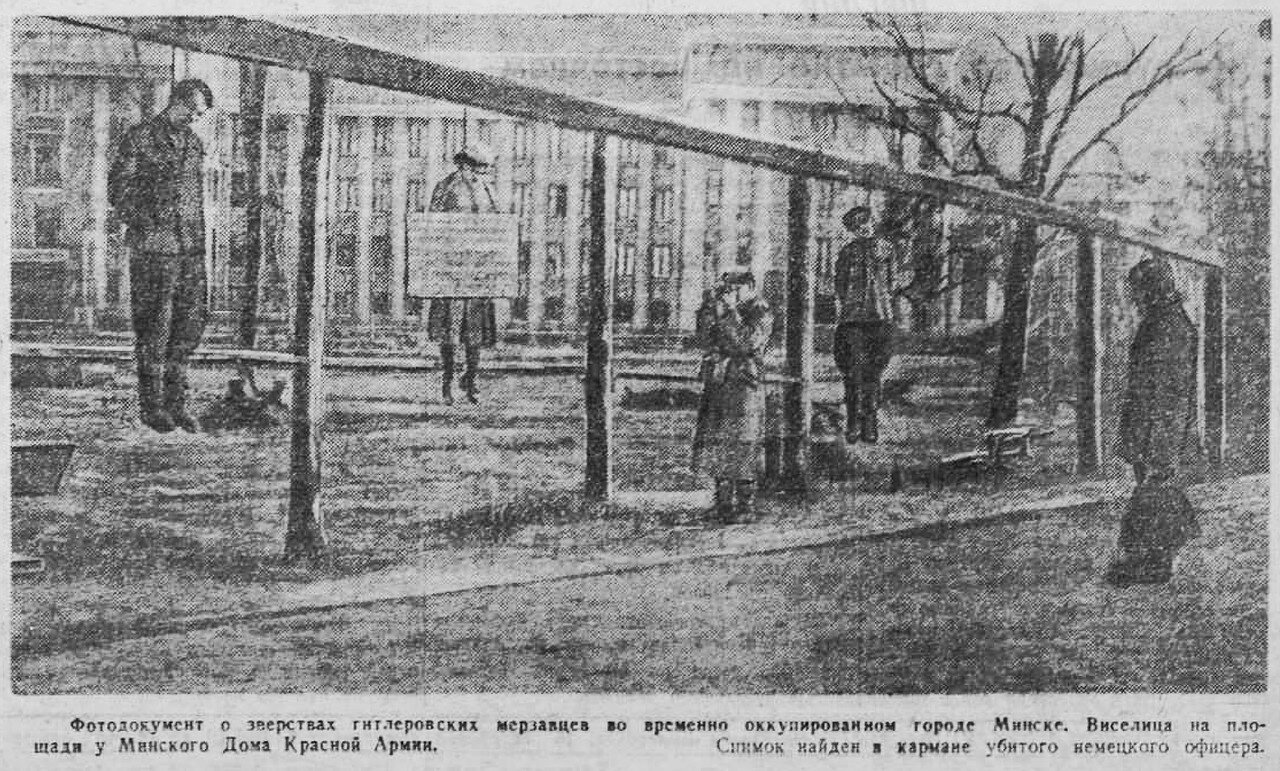 Фотодокумент о зверствах гитлеровских мерзавцев во временно оккупированном городе Минске. Виселица на пло-
щади у Минского Дома Красной Армии. Снимок найден в кармане убитого немецкого офицера.